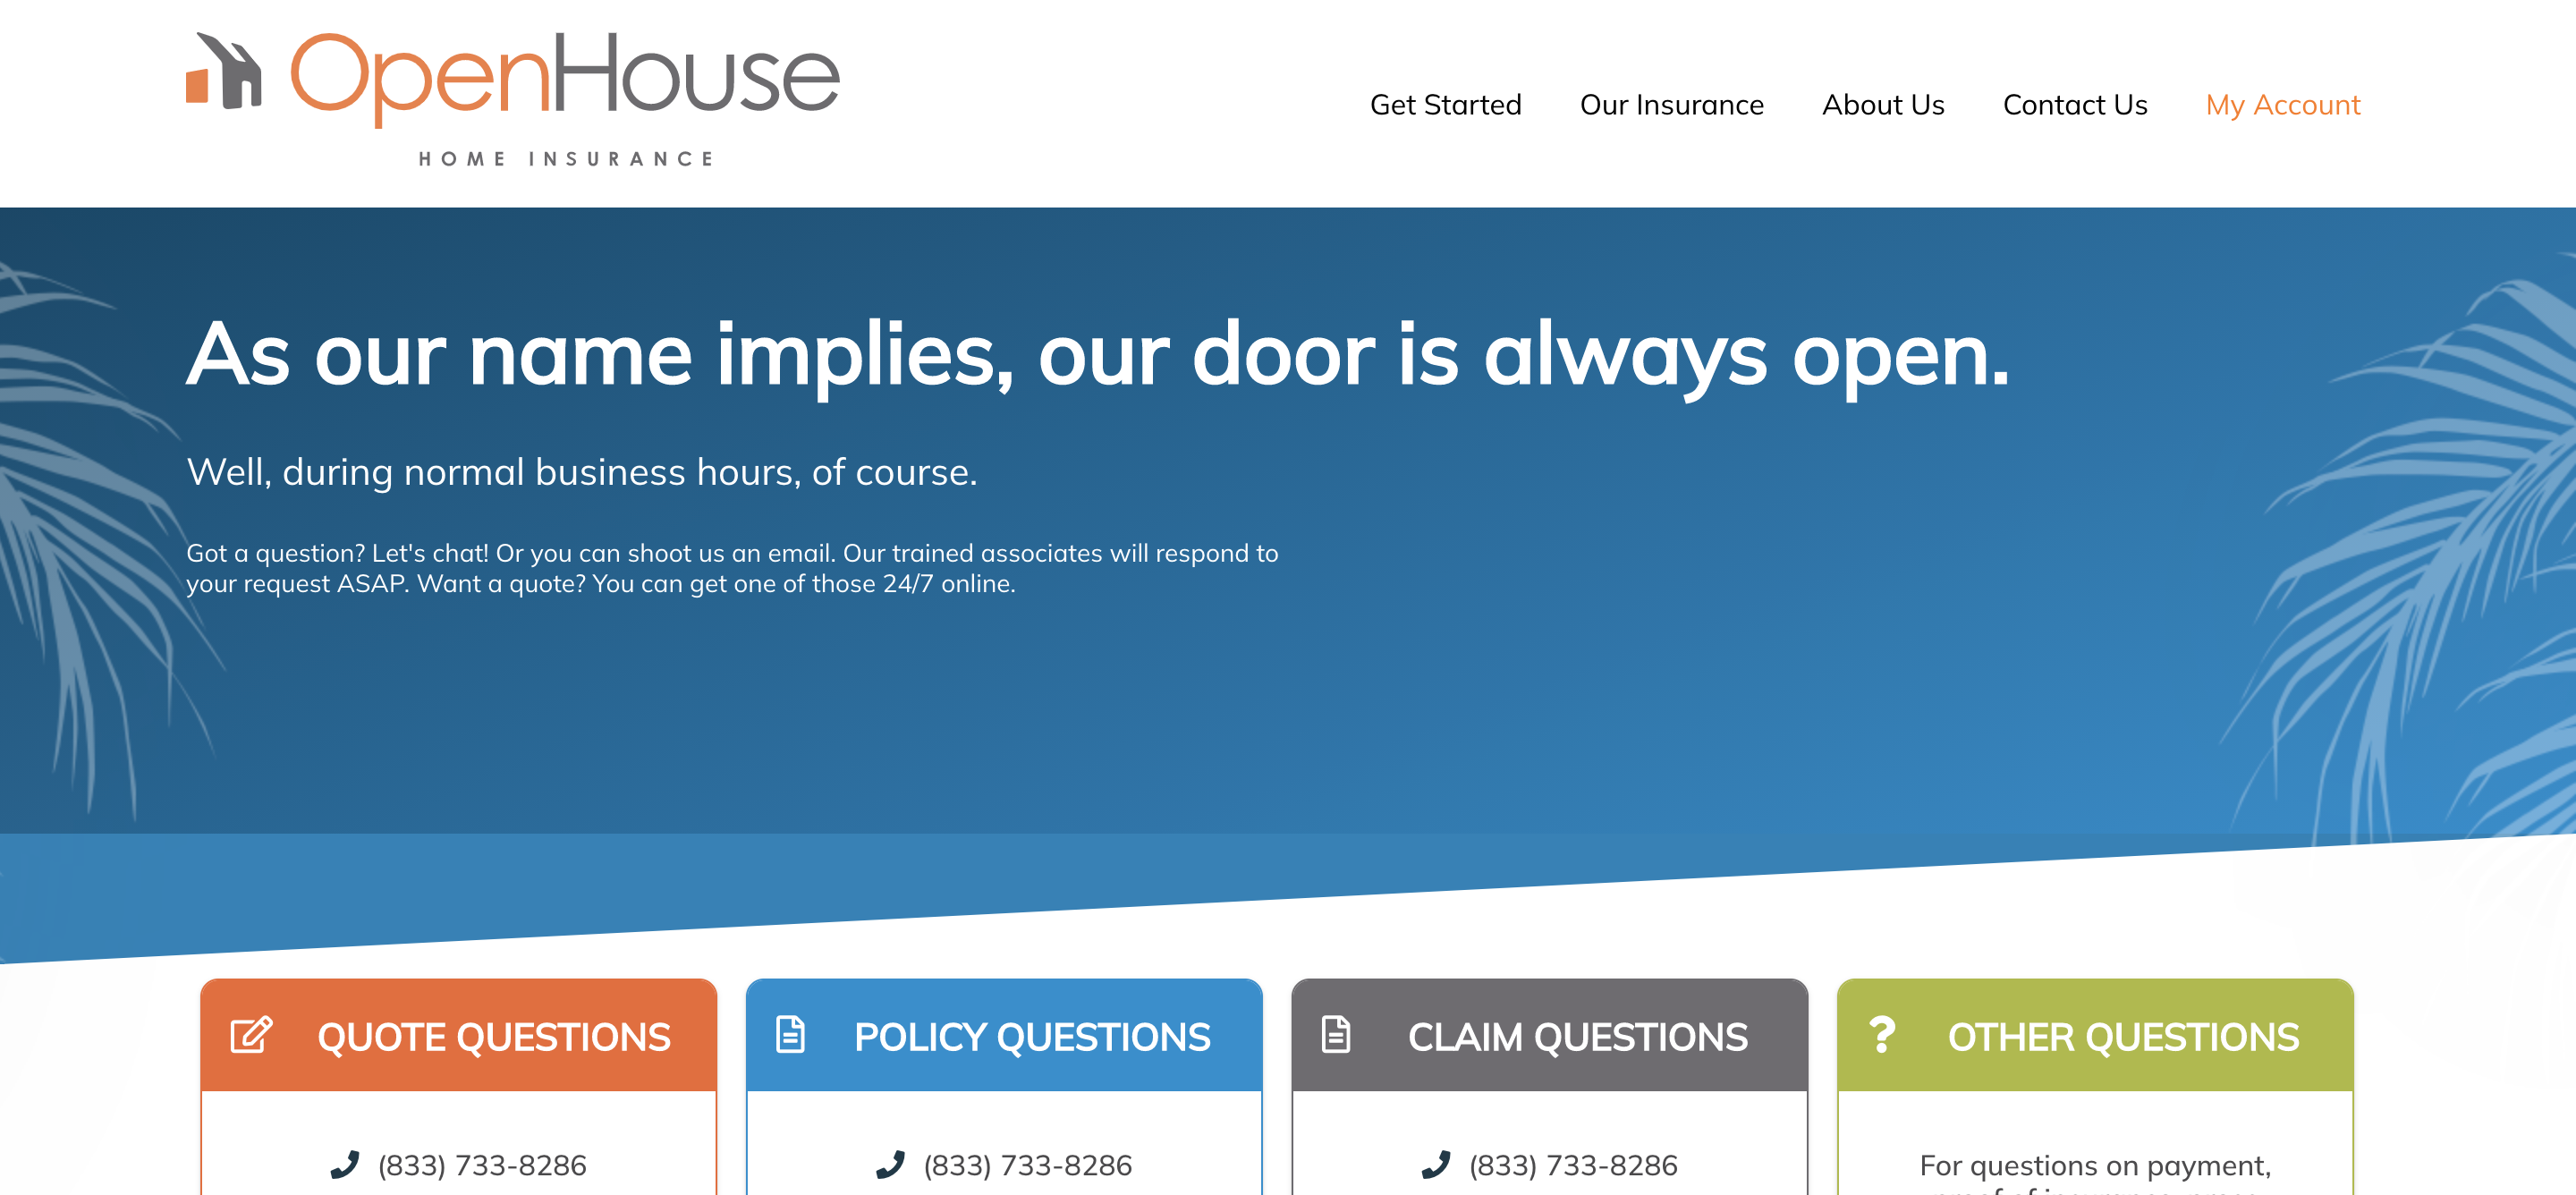 OpenHouse
HOME INSURANCE
Get Started
Our Insurance
About Us
Contact Us
My Account
As our name implies, our door is always open.
Well, during normal business hours, of course.
Got a question? Let's chat! Or you can shoot us an email. Our trained associates will respond to
your request ASAP. Want a quote? You can get one of those 24/7 online.
QUOTE QUESTIONS
(833) 733-8286
POLICY QUESTIONS
(833) 733-8286
CLAIM QUESTIONS
(833) 733-8286
OTHER QUESTIONS
For questions on payment,